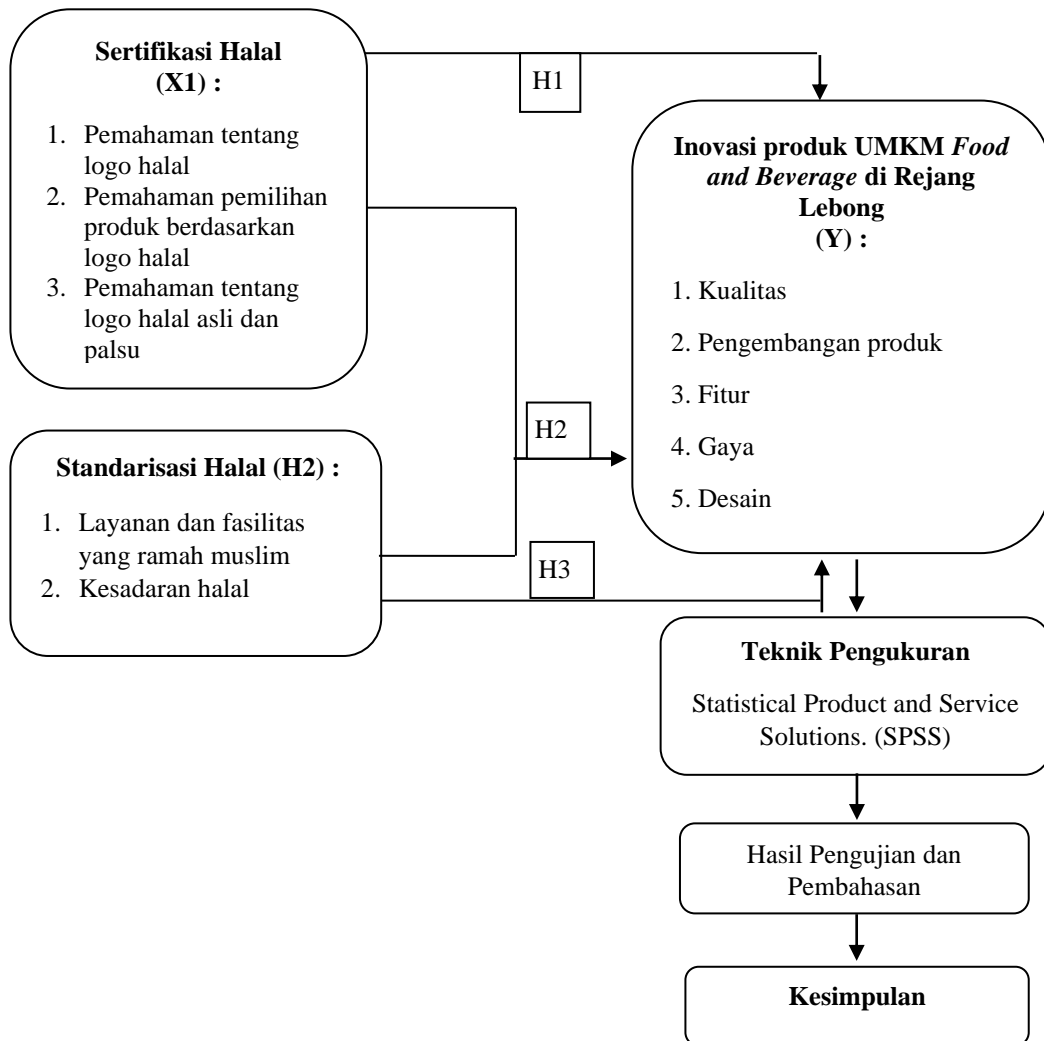 Sertifikasi Halal
(X1) :
1. Pemahaman tentang
logo halal
2. Pemahaman pemilihan
produk berdasarkan
logo halal
3. Pemahaman tentang
logo halal asli dan
palsu
H1
Inovasi produk UMKM Food
and Beverage di Rejang
Lebong
(Y) :
1. Kualitas
2. Pengembangan produk
3. Fitur
4. Gaya
5. Desain
H2
Standarisasi Halal (H2) :
1. Layanan dan fasilitas
yang ramah muslim
2. Kesadaran halal
H3
Teknik Pengukuran
Statistical Product and Service
Solutions. (SPSS)
Hasil Pengujian dan
Pembahasan
Kesimpulan